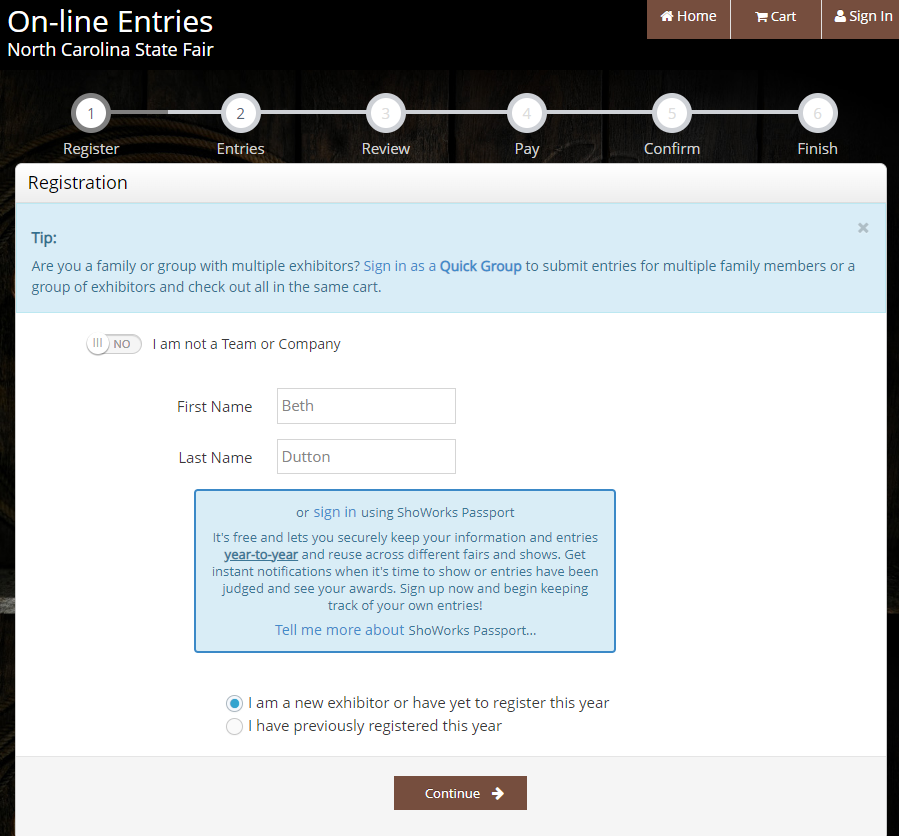 On-line Entries
North Carolina State Fair
Home
Cart
Sign In
1 2 3 4 5 6
Register Entries Review Pay Confirm Finish
Registration
×
Tip:
Are you a family or group with multiple exhibitors? Sign in as a Quick Group to submit entries for multiple family members or a
group of exhibitors and check out all in the same cart.
NO I am not a Team or Company
First Name Beth
Last Name Dutton
or sign in using ShoWorks Passport
It's free and lets you securely keep your information and entries
year-to-year and reuse across different fairs and shows. Get
instant notifications when it's time to show or entries have been
judged and see your awards. Sign up now and begin keeping
track of your own entries!
Tell me more about ShoWorks Passport...
I am a new exhibitor or have yet to register this year
I have previously registered this year
Continue